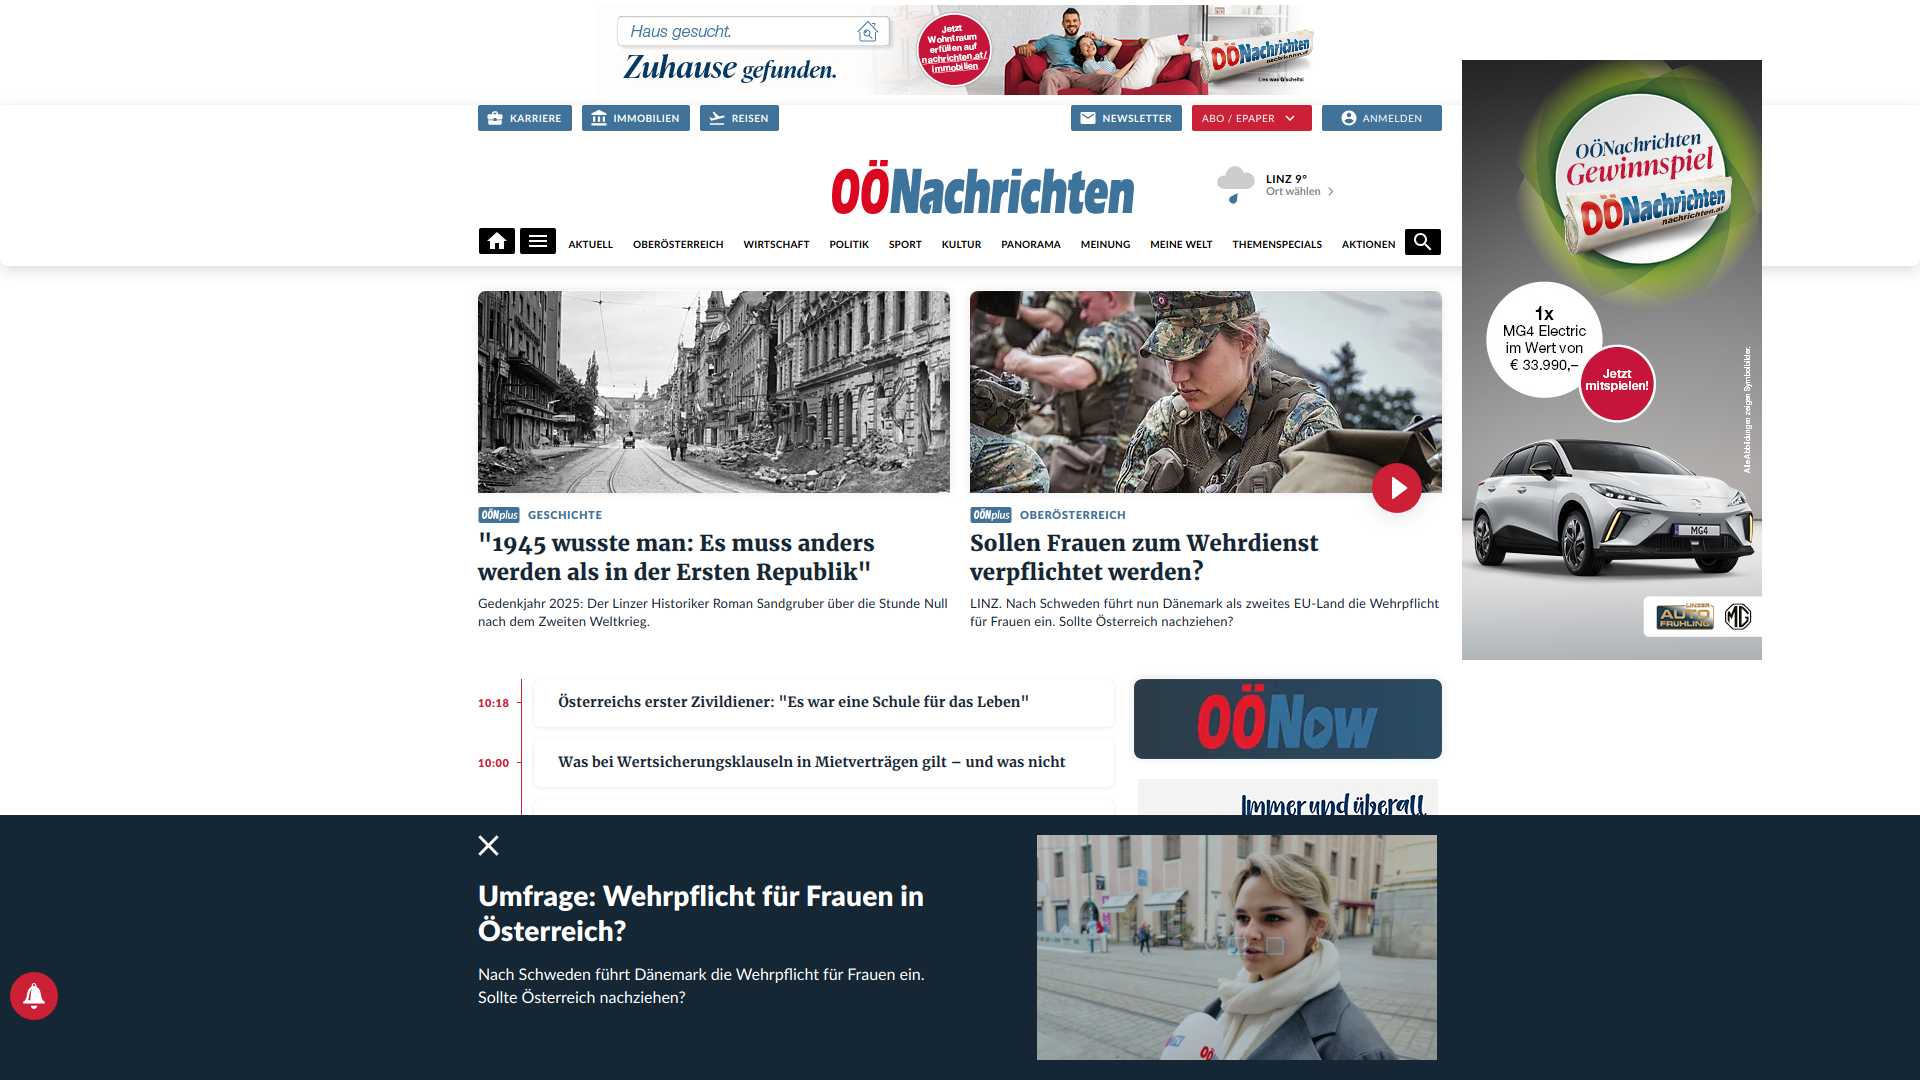 Haus gesucht.
Zuhause gefunden.
Jetzt
Wohntraum
erfüllen auf
nachrichten.at/
immobilien
OÖNachrichten
nachrichten.at
Lies was G'scheits!
KARRIERE
IMMOBILIEN
REISEN
NEWSLETTER
ABO / EPAPER
ANMELDEN
OÖNachrichten
LINZ 9°
Ort wählen
AKTUELL
OBERÖSTERREICH
WIRTSCHAFT
POLITIK
SPORT
KULTUR
PANORAMA
MEINUNG
MEINE WELT
THEMENSPECIALS
AKTIONEN
OÖNachrichten
Gewinnspiel
OÖNachrichten
nachrichten.at
1x
MG4 Electric
im Wert von
€ 33.990,–
Jetzt
mitspielen!
Alle Abbildungen zeigen Symbolbilder.
MG4
LINZER
AUTO
FRÜHLING
MG
OÖNplus GESCHICHTE
"1945 wusste man: Es muss anders
werden als in der Ersten Republik"
Gedenkjahr 2025: Der Linzer Historiker Roman Sandgruber über die Stunde Null
nach dem Zweiten Weltkrieg.
OÖNplus OBERÖSTERREICH
Sollen Frauen zum Wehrdienst
verpflichtet werden?
LINZ. Nach Schweden führt nun Dänemark als zweites EU-Land die Wehrpflicht
für Frauen ein. Sollte Österreich nachziehen?
10:18
Österreichs erster Zivildiener: "Es war eine Schule für das Leben"
10:00
Was bei Wertsicherungsklauseln in Mietverträgen gilt – und was nicht
OÖNow
Immer und überall
Umfrage: Wehrpflicht für Frauen in
Österreich?
Nach Schweden führt Dänemark die Wehrpflicht für Frauen ein.
Sollte Österreich nachziehen?